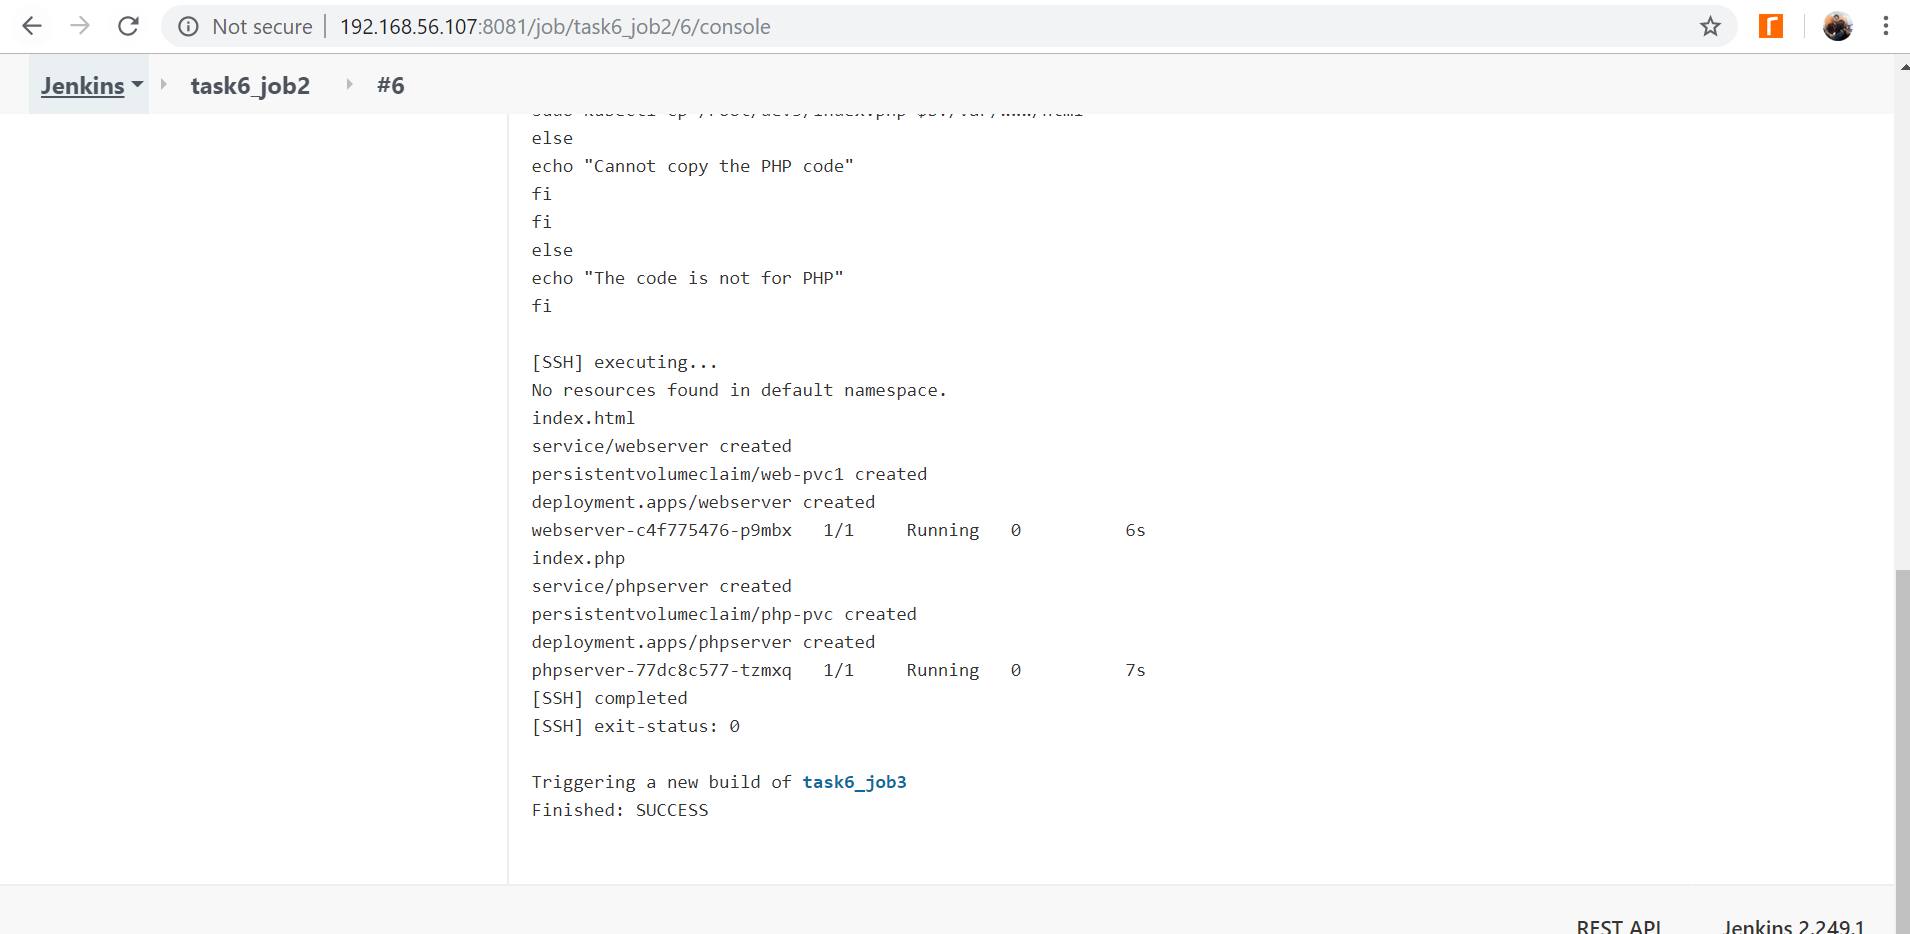 Not secure | 192.168.56.107:8081/job/task6_job2/6/console
Jenkins task6_job2 #6
else
echo "Cannot copy the PHP code"
fi
fi
else
echo "The code is not for PHP"
fi
[SSH] executing...
No resources found in default namespace.
index.html
service/webserver created
persistentvolumeclaim/web-pvc1 created
deployment.apps/webserver created
webserver-c4f775476-p9mbx 1/1 Running 0 6s
index.php
service/phpserver created
persistentvolumeclaim/php-pvc created
deployment.apps/phpserver created
phpserver-77dc8c577-tzmxq 1/1 Running 0 7s
[SSH] completed
[SSH] exit-status: 0
Triggering a new build of task6_job3
Finished: SUCCESS
REST API Jenkins 2.249.1